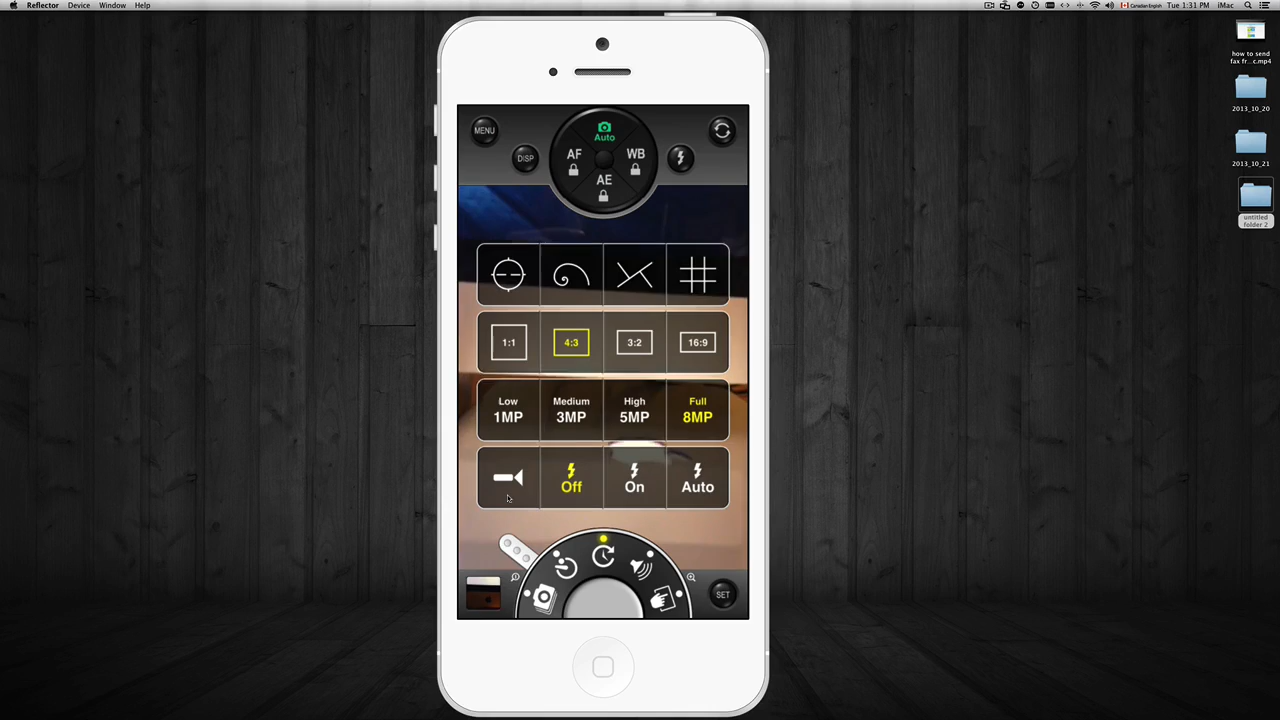 Reflector Device Window Help
Canadian English Tue 1:31 PM iMac
how to send
fax fr...c.mp4
2013_10_20
2013_10_21
untitled
folder 2
MENU
Auto
DISP
AF
WB
AE
1:1
4:3
3:2
16:9
Low
1MP
Medium
3MP
High
5MP
Full
8MP
Off
On
Auto
SET